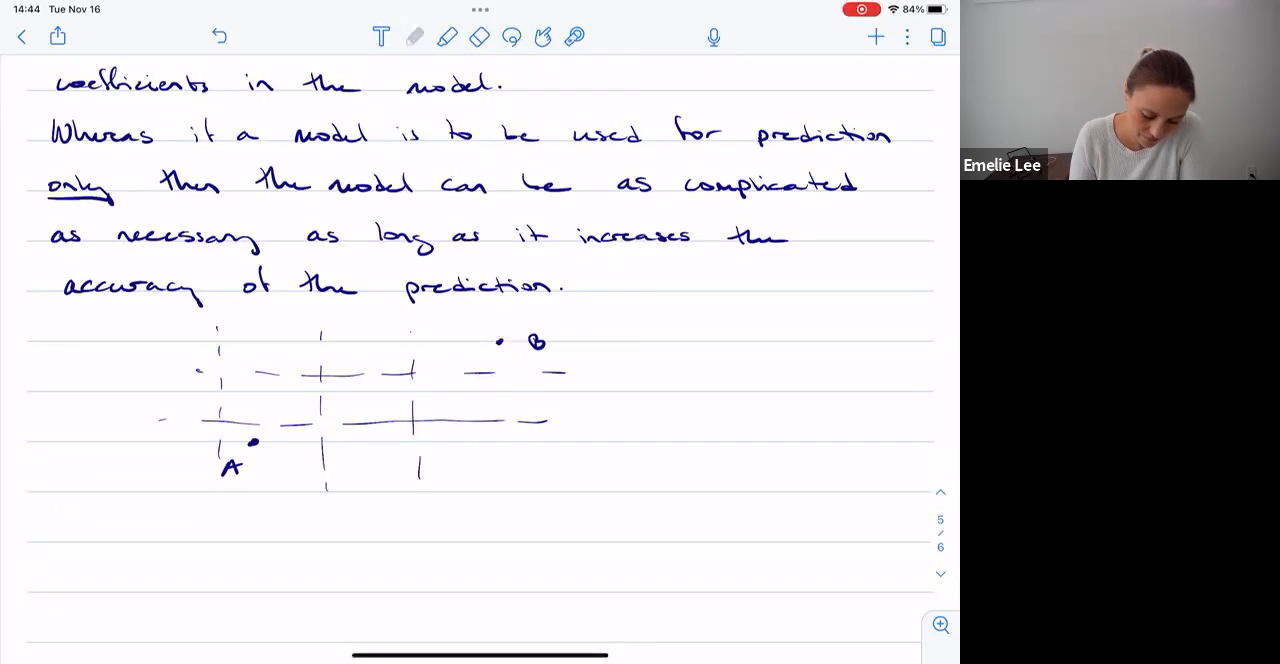 14:44 Tue Nov 16
84%
coefficients in the model.
Whereas if a model is to be used for prediction
only then the model can be as complicated
as necessary as long as it increases the
accuracy of the prediction.
B
A
5
/
6
Emelie Lee